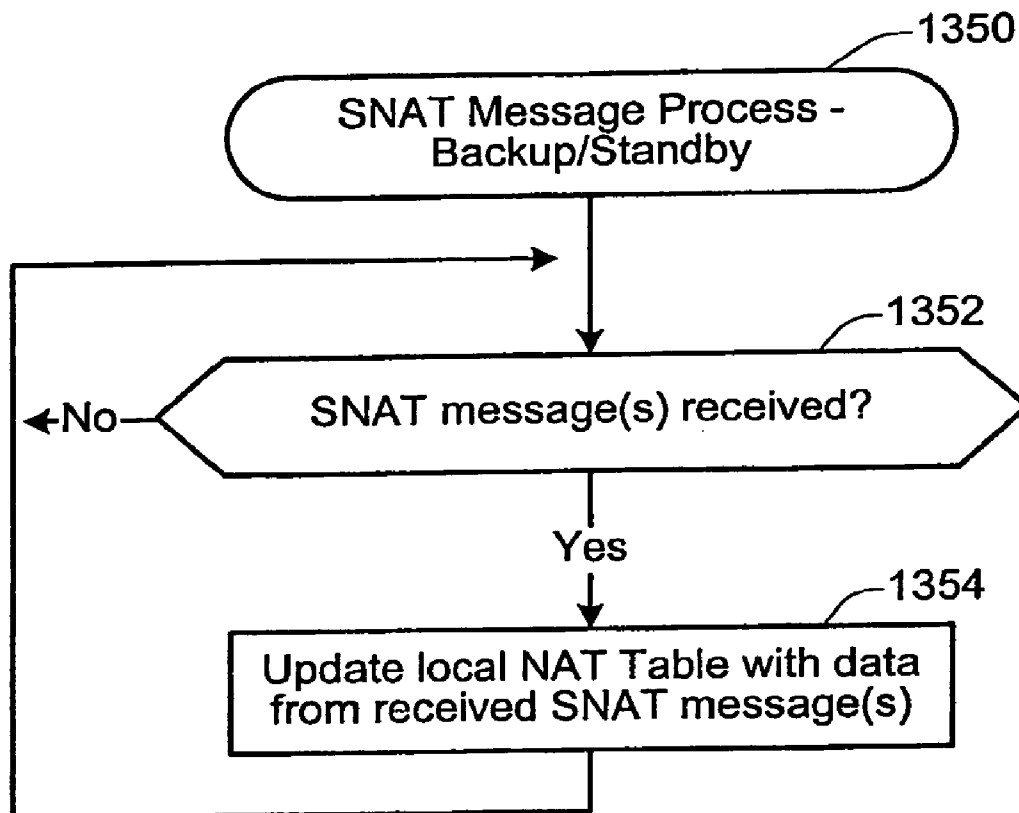 1350
SNAT Message Process -
Backup/Standby
1352
SNAT message(s) received?
No
Yes
1354
Update local NAT Table with data
from received SNAT message(s)